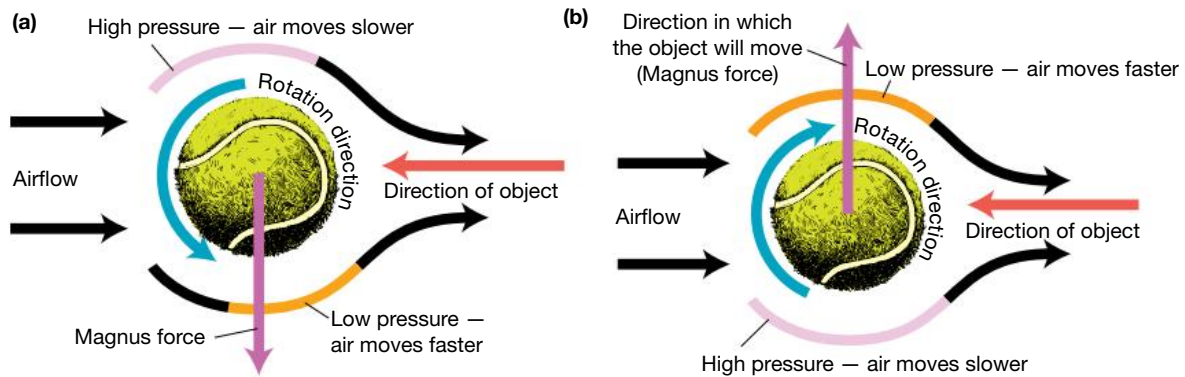 (a)
High pressure — air moves slower
Rotation direction
Airflow
Direction of object
Magnus force
Low pressure —
air moves faster
(b)
Direction in which
the object will move
(Magnus force)
Low pressure — air moves faster
Rotation direction
Airflow
Direction of object
High pressure — air moves slower